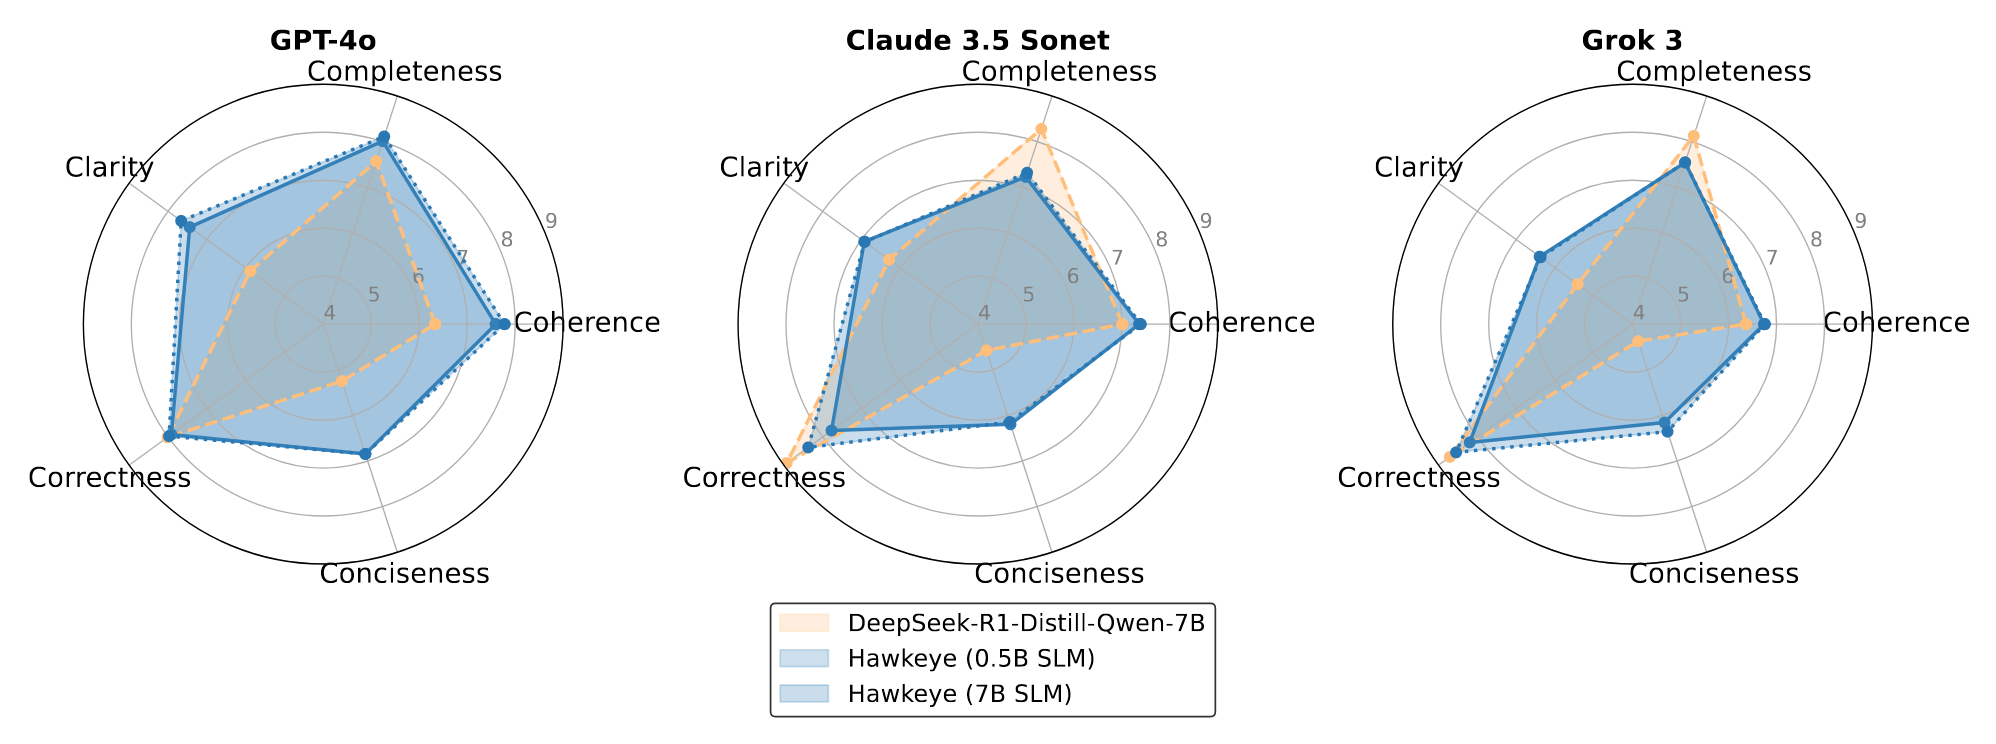 GPT-4o
Completeness
Clarity
9
8
7
6
5
4
Coherence
Correctness
Conciseness
Claude 3.5 Sonet
Completeness
Clarity
9
8
7
6
5
4
Coherence
Correctness
Conciseness
Grok 3
Completeness
Clarity
9
8
7
6
5
4
Coherence
Correctness
Conciseness
DeepSeek-R1-Distill-Qwen-7B
Hawkeye (0.5B SLM)
Hawkeye (7B SLM)